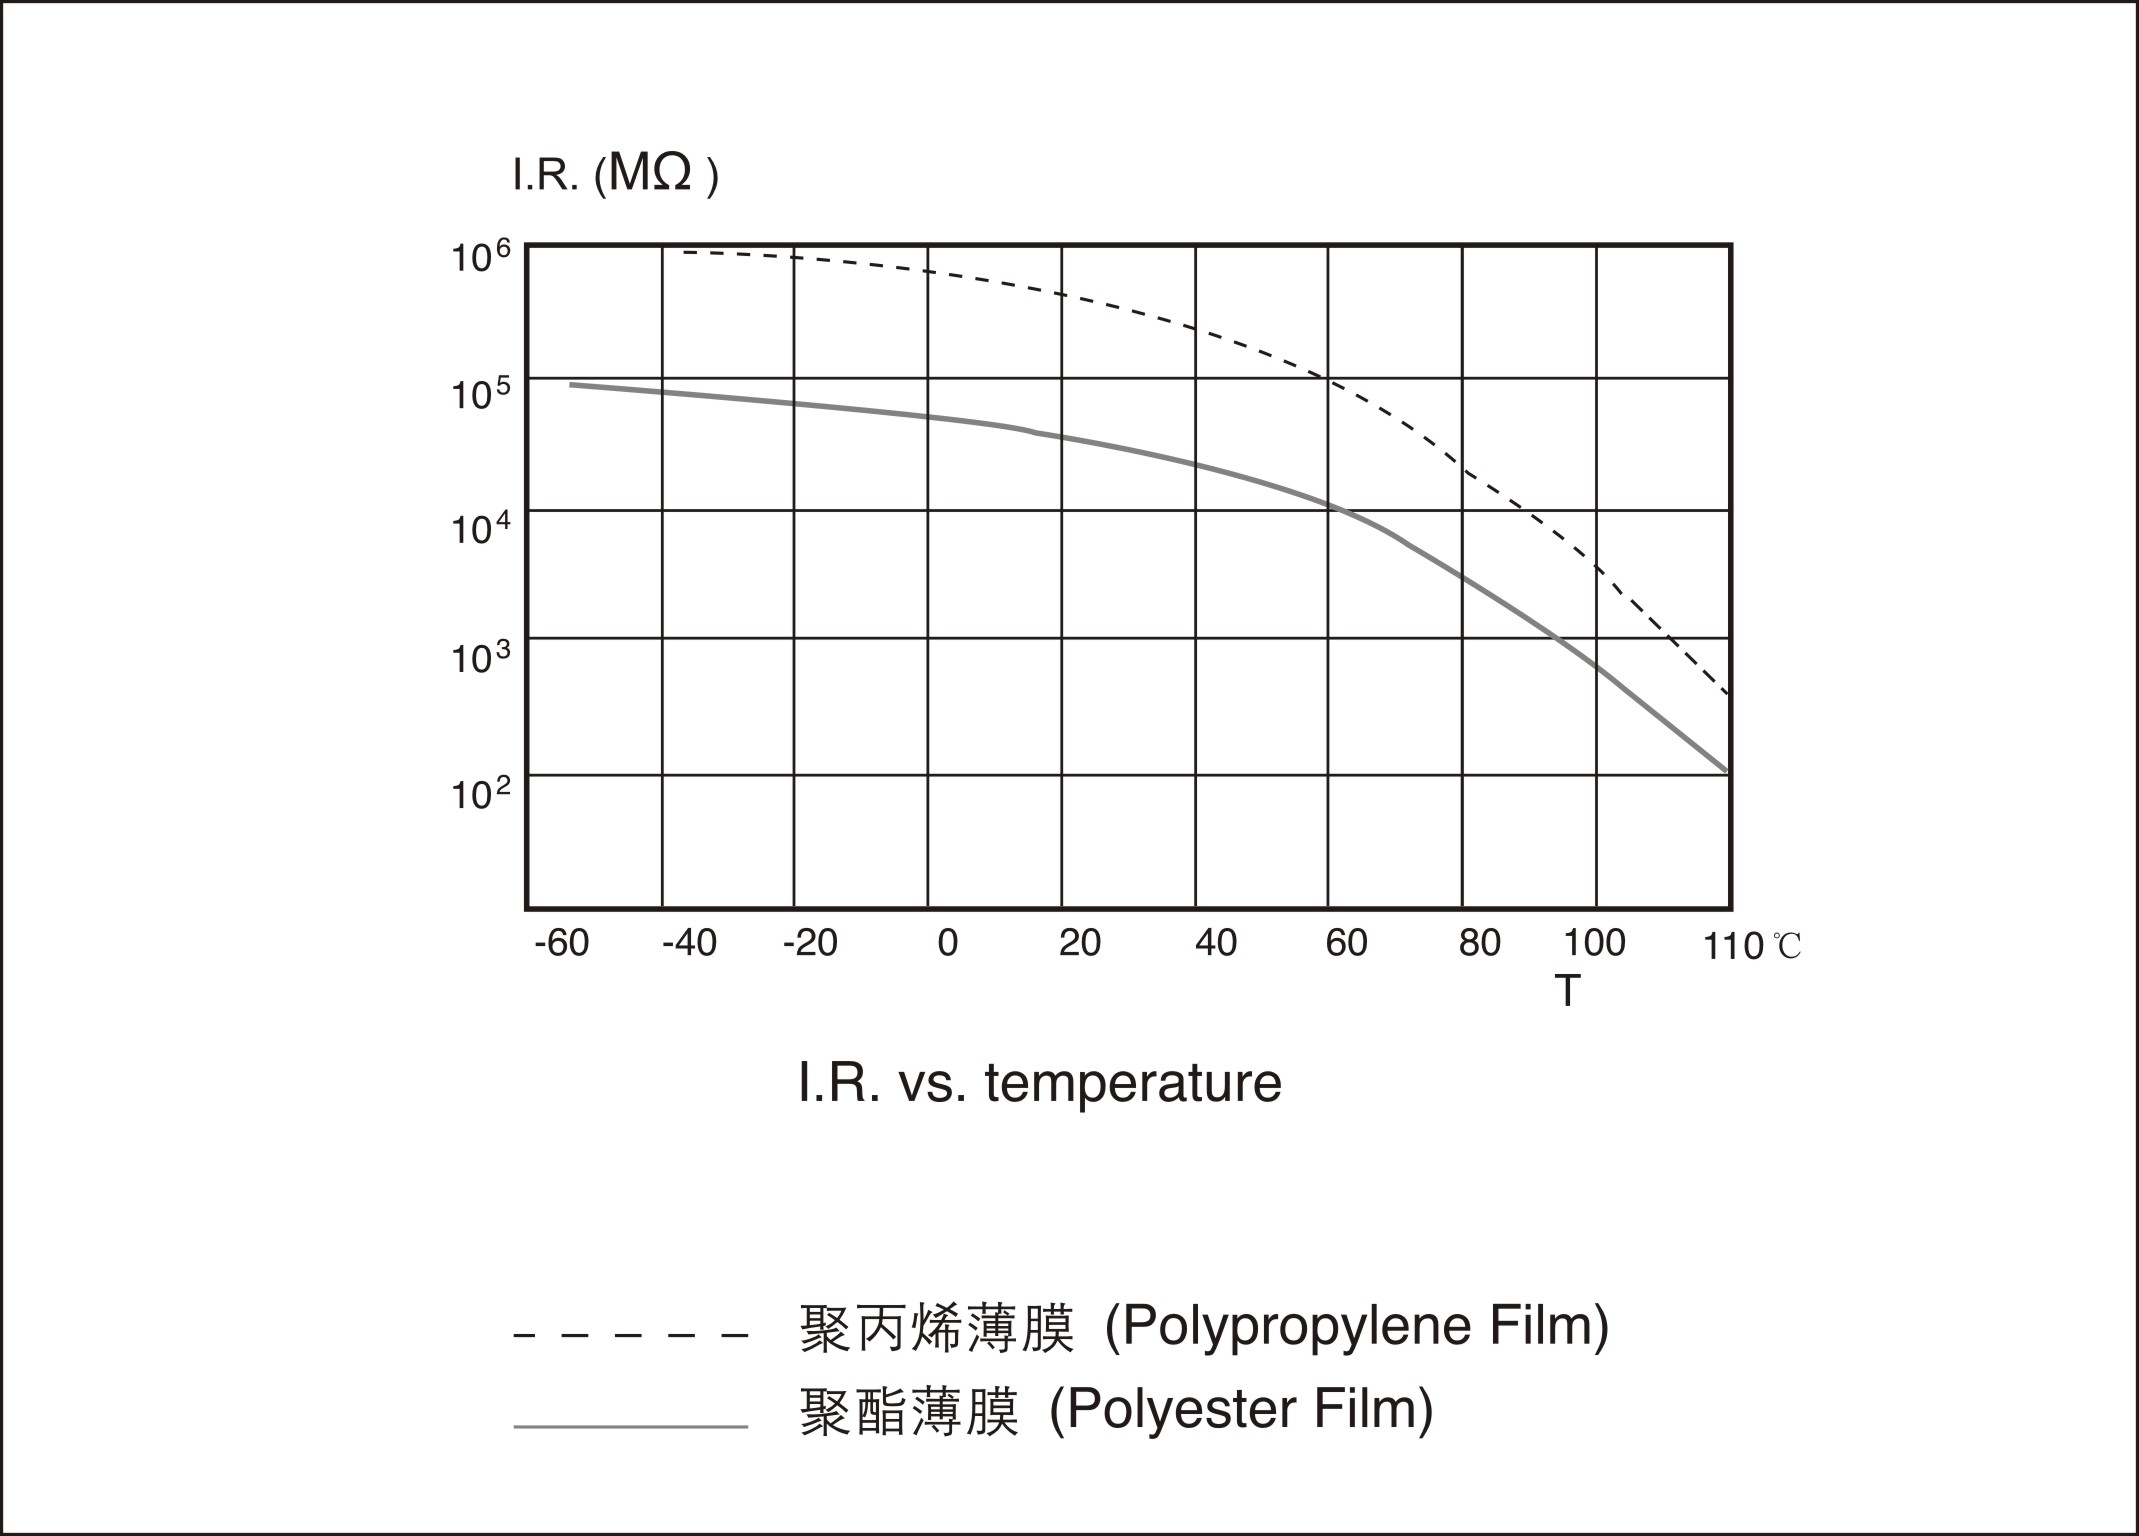 I.R. (MΩ )
10⁶
10⁵
10⁴
10³
10²
-60 -40 -20 0 20 40 60 80 100 110 ℃
T
I.R. vs. temperature
聚丙烯薄膜 (Polypropylene Film)
聚酯薄膜 (Polyester Film)